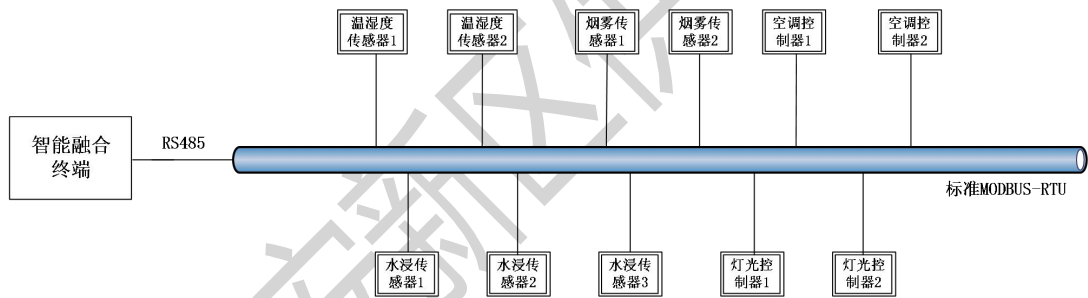 温湿度
传感器1
温湿度
传感器2
烟雾传
感器1
烟雾传
感器2
空调控
制器1
空调控
制器2
智能融合
终端
RS485
标准MODBUS-RTU
水浸传
感器1
水浸传
感器2
水浸传
感器3
灯光控
制器1
灯光控
制器2